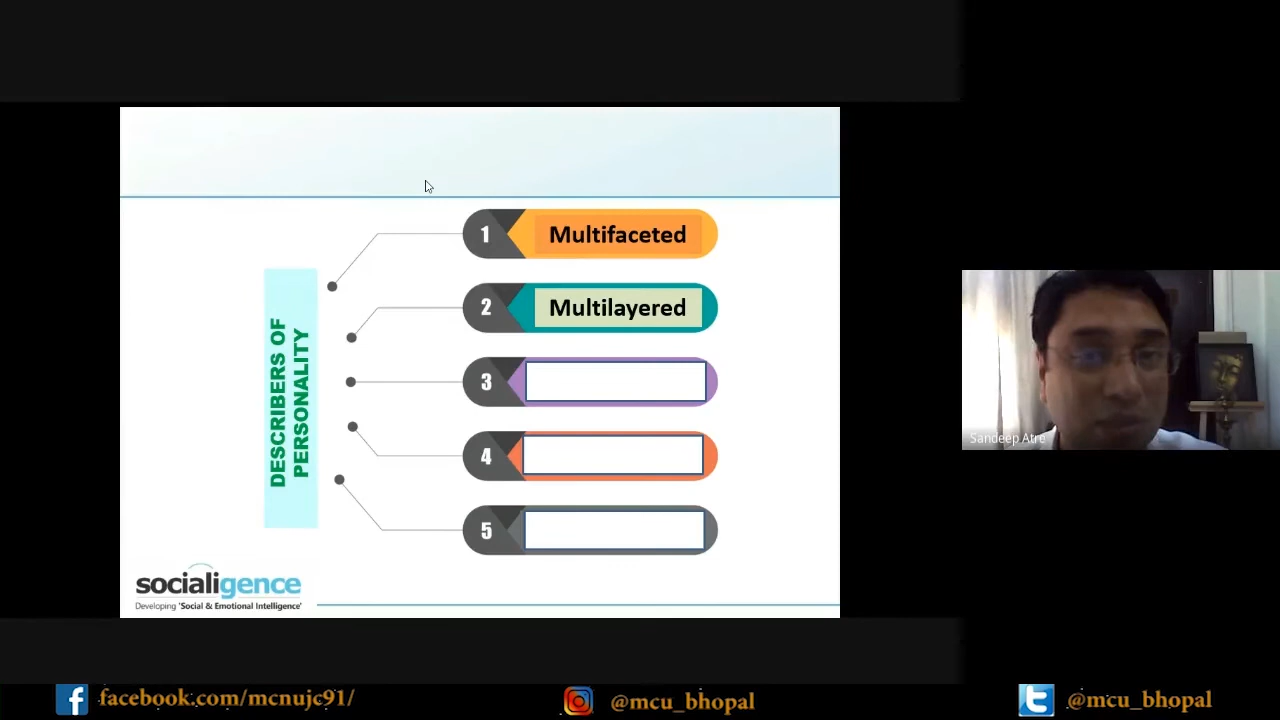 1 Multifaceted
2 Multilayered
3
4
5
DESCRIBERS OF
PERSONALITY
socialigence
Developing 'Social & Emotional Intelligence'
Sandeep Atre
facebook.com/mcnujc91/
@mcu_bhopal
@mcu_bhopal